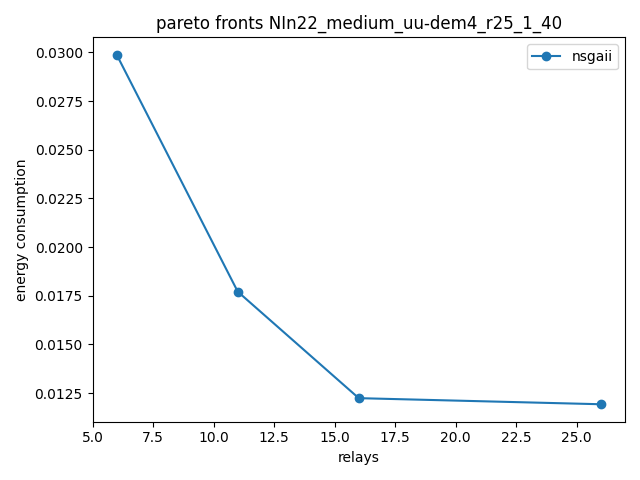 pareto fronts NIn22_medium_uu-dem4_r25_1_40
nsgaii
energy consumption
0.0300
0.0275
0.0250
0.0225
0.0200
0.0175
0.0150
0.0125
5.0 7.5 10.0 12.5 15.0 17.5 20.0 22.5 25.0
relays